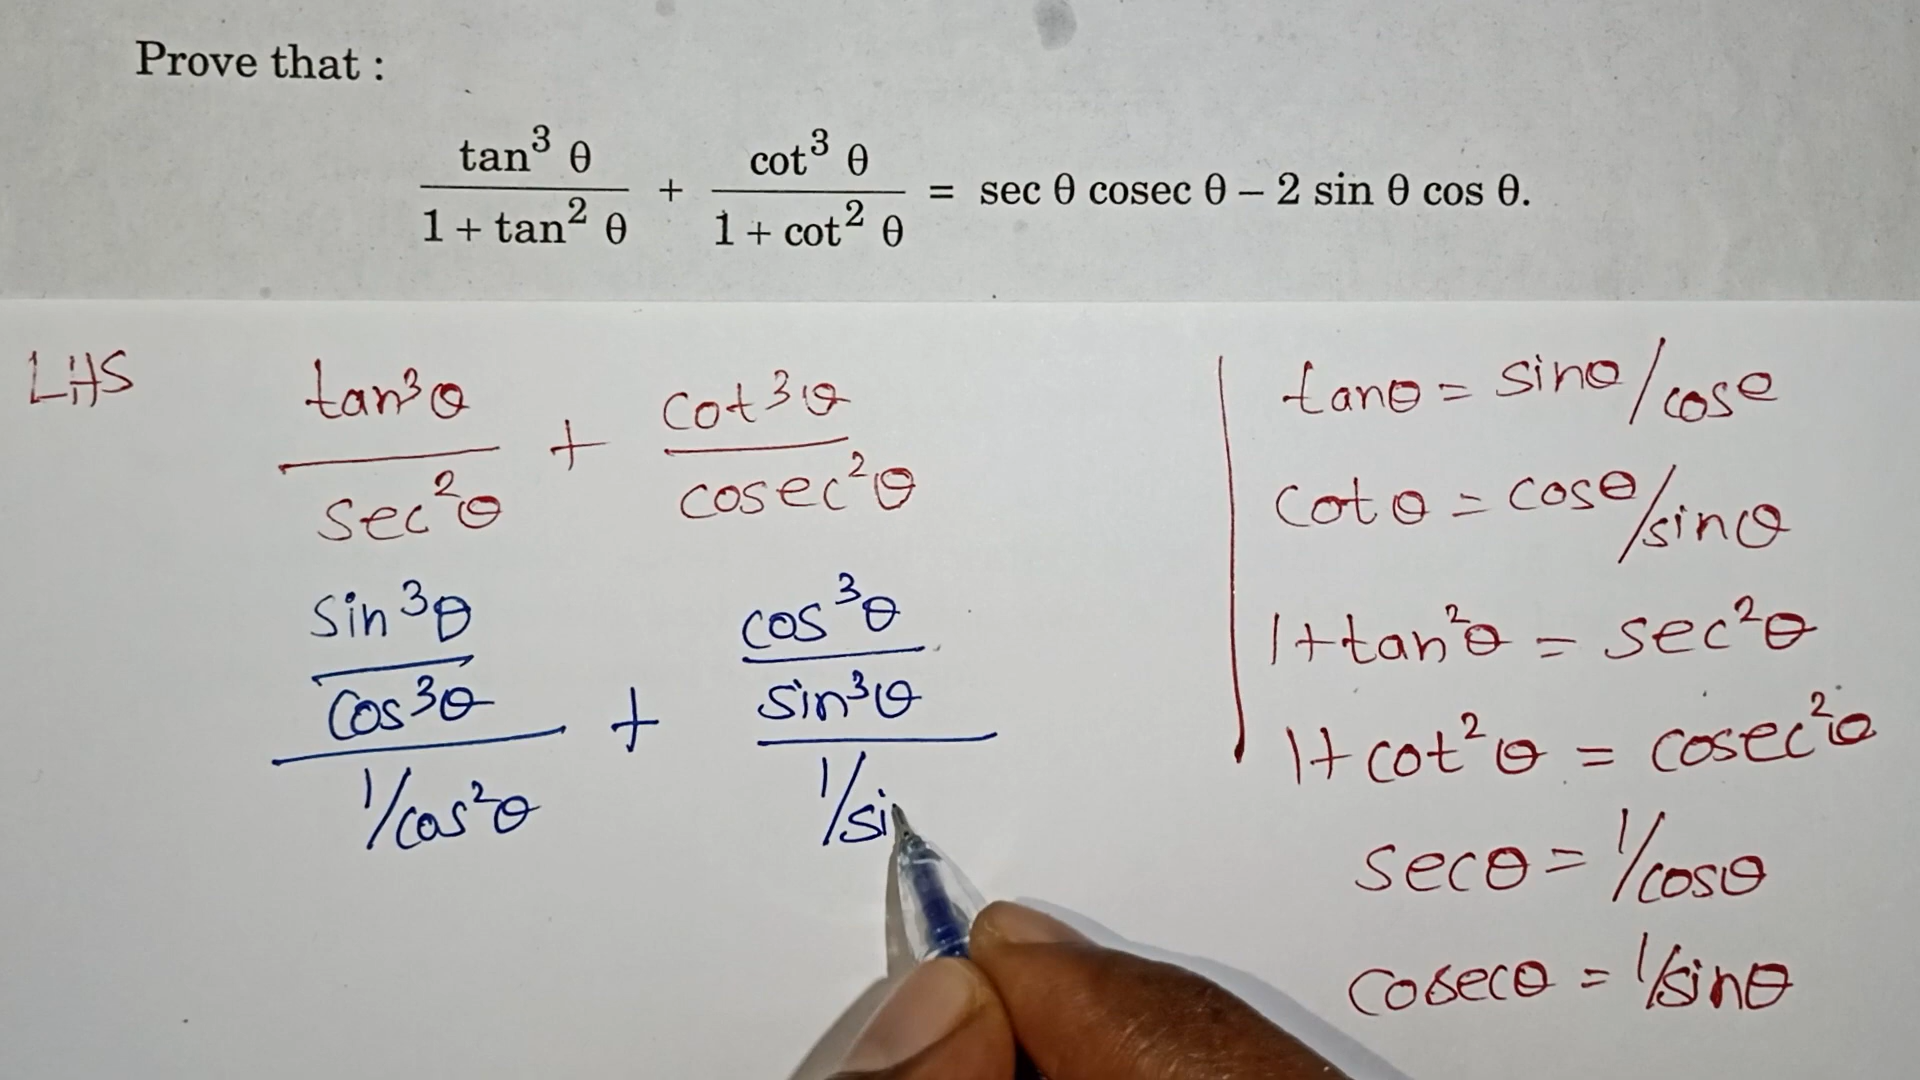 Prove that :
tan³ θ / 1 + tan² θ + cot³ θ / 1 + cot² θ = sec θ cosec θ – 2 sin θ cos θ.
LHS
tan³θ / sec²θ + cot³θ / cosec²θ
sin³θ / cos³θ / 1/cos²θ + cos³θ / sin³θ / 1/si
tanθ = sinθ/cosθ
cotθ = cosθ/sinθ
1+tan²θ = sec²θ
1+cot²θ = cosec²θ
secθ = 1/cosθ
cosecθ = 1/sinθ